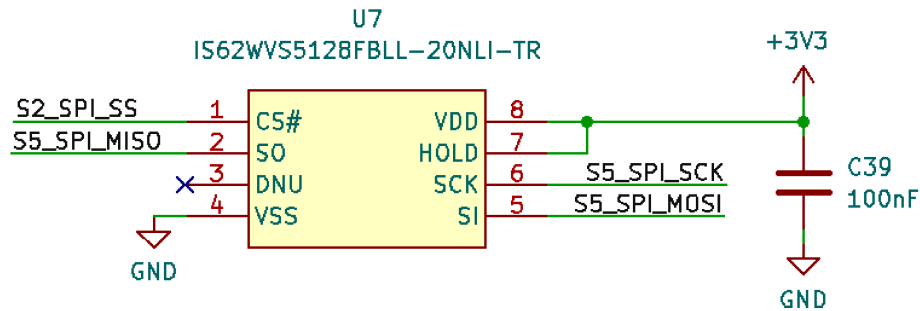 U7
IS62WVS5128FBLL-20NLI-TR
+3V3
S2_SPI_SS 1 CS# VDD 8
S5_SPI_MISO 2 SO HOLD 7
3 DNU SCK 6 S5_SPI_SCK
4 VSS SI 5 S5_SPI_MOSI
C39
100nF
GND
GND